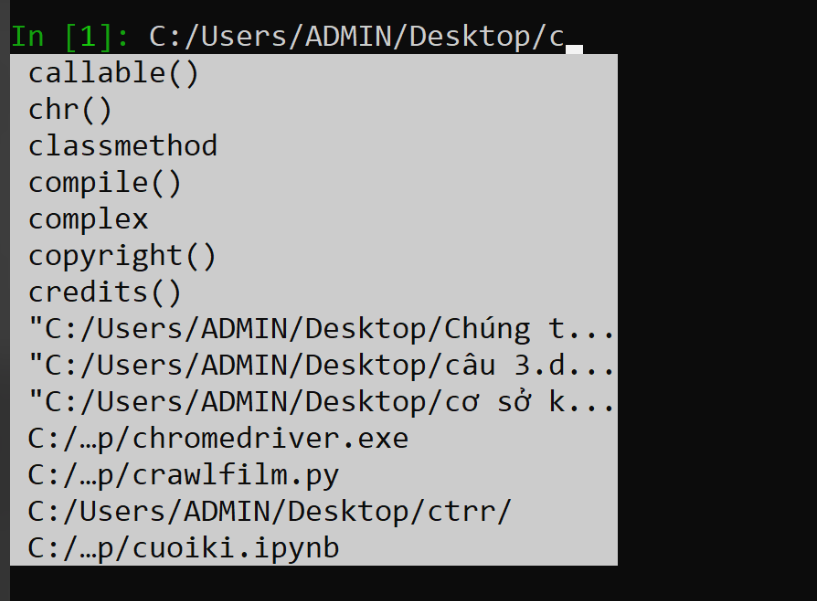 In [1]: C:/Users/ADMIN/Desktop/c
callable()
chr()
classmethod
compile()
complex
copyright()
credits()
"C:/Users/ADMIN/Desktop/Chúng t...
"C:/Users/ADMIN/Desktop/câu 3.d...
"C:/Users/ADMIN/Desktop/cơ sở k...
C:/…p/chromedriver.exe
C:/…p/crawlfilm.py
C:/Users/ADMIN/Desktop/ctrr/
C:/…p/cuoiki.ipynb